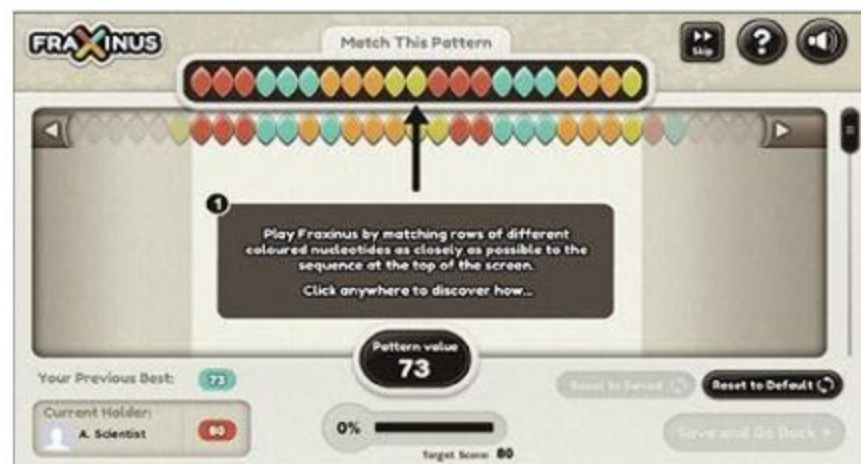 FRAXINUS
Match This Pattern
Skip
?
1
Play Fraxinus by matching rows of different
coloured nucleotides as closely as possible to the
sequence at the top of the screen.
Click anywhere to discover how...
Pattern value
73
Your Previous Best: 73
Reset to Saved
Reset to Default
Current Holder:
A. Scientist 80
0%
Target Score: 80
Save and Go Back >